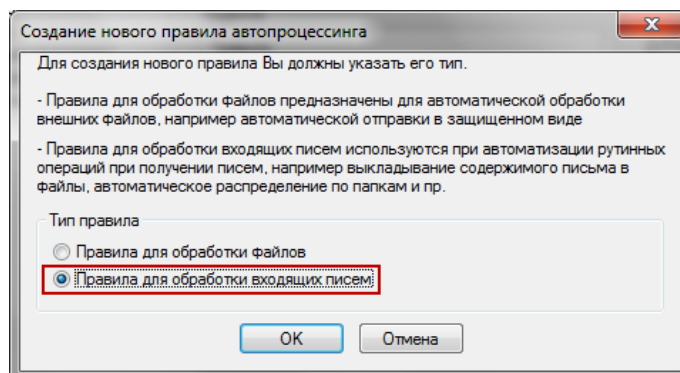 Создание нового правила автопроцессинга
Для создания нового правила Вы должны указать его тип.
- Правила для обработки файлов предназначены для автоматической обработки
внешних файлов, например автоматической отправки в защищенном виде
- Правила для обработки входящих писем используются при автоматизации рутинных
операций при получении писем, например выкладывание содержимого письма в
файлы, автоматическое распределение по папкам и пр.
Тип правила
Правила для обработки файлов
Правила для обработки входящих писем
ОК
Отмена